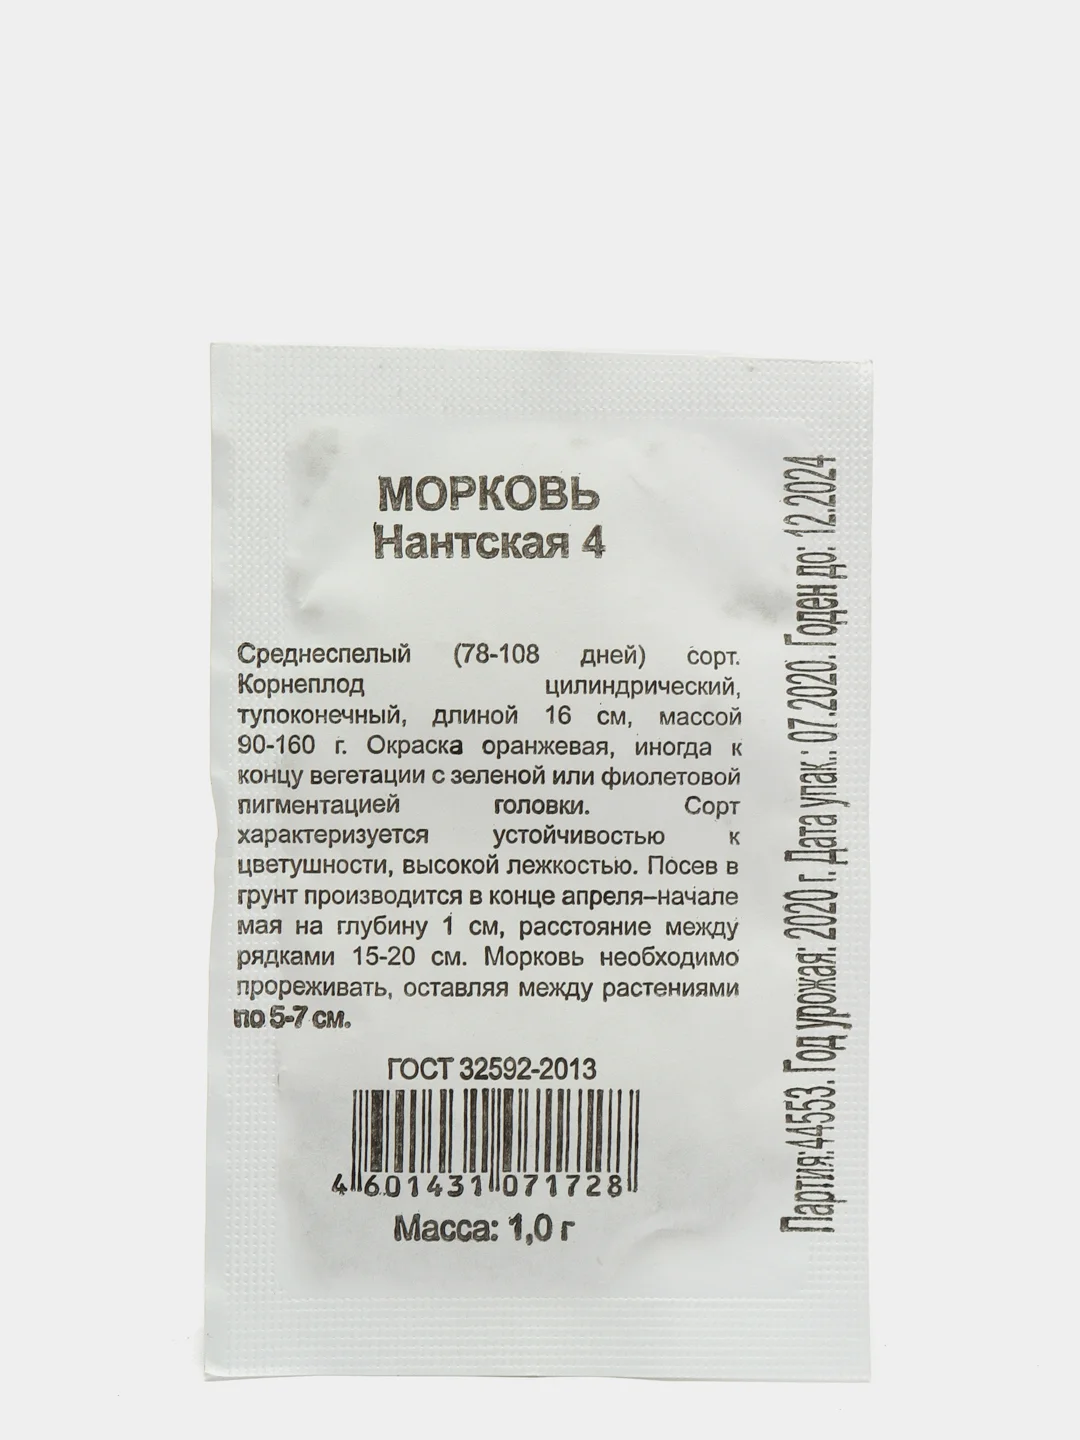 МОРКОВЬ
Нантская 4
Среднеспелый (78-108 дней) сорт.
Корнеплод цилиндрический,
тупоконечный, длиной 16 см, массой
90-160 г. Окраска оранжевая, иногда к
концу вегетации с зеленой или фиолетовой
пигментацией головки. Сорт
характеризуется устойчивостью к
цветушности, высокой лежкостью. Посев в
грунт производится в конце апреля–начале
мая на глубину 1 см, расстояние между
рядками 15-20 см. Морковь необходимо
прореживать, оставляя между растениями
по 5-7 см.
ГОСТ 32592-2013
4 601431 071728
Масса: 1,0 г
Партия:44553. Год урожая: 2020 г. Дата упак.: 07.2020. Годен до: 12.2024